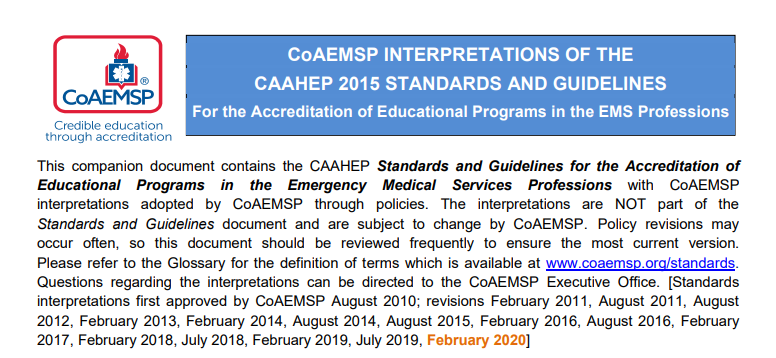 CoAEMSP INTERPRETATIONS OF THE
CAAHEP 2015 STANDARDS AND GUIDELINES
For the Accreditation of Educational Programs in the EMS Professions
®
CoAEMSP
Credible education
through accreditation
This companion document contains the CAAHEP Standards and Guidelines for the Accreditation of
Educational Programs in the Emergency Medical Services Professions with CoAEMSP
interpretations adopted by CoAEMSP through policies. The interpretations are NOT part of the
Standards and Guidelines document and are subject to change by CoAEMSP. Policy revisions may
occur often, so this document should be reviewed frequently to ensure the most current version.
Please refer to the Glossary for the definition of terms which is available at www.coaemsp.org/standards.
Questions regarding the interpretations can be directed to the CoAEMSP Executive Office. [Standards
interpretations first approved by CoAEMSP August 2010; revisions February 2011, August 2011, August
2012, February 2013, February 2014, August 2014, August 2015, February 2016, August 2016, February
2017, February 2018, July 2018, February 2019, July 2019, February 2020]